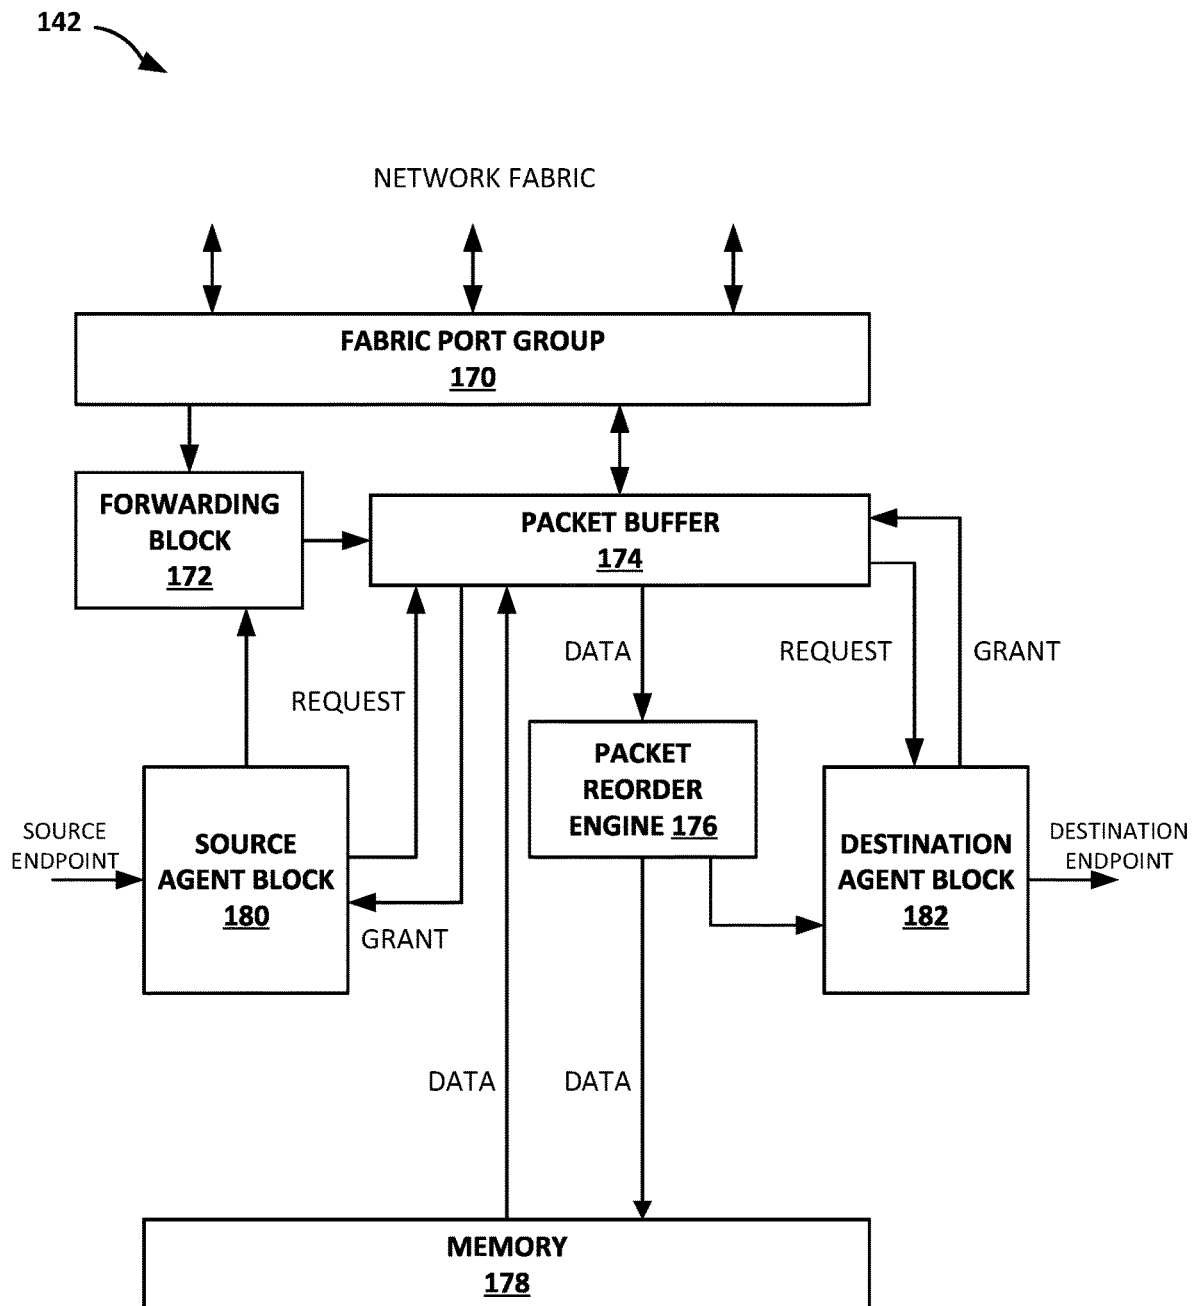 142
NETWORK FABRIC
FABRIC PORT GROUP
170
FORWARDING
BLOCK
172
PACKET BUFFER
174
DATA
REQUEST
GRANT
REQUEST
PACKET
REORDER
ENGINE 176
SOURCE
ENDPOINT
SOURCE
AGENT BLOCK
180
DESTINATION
AGENT BLOCK
182
DESTINATION
ENDPOINT
GRANT
DATA
DATA
MEMORY
178